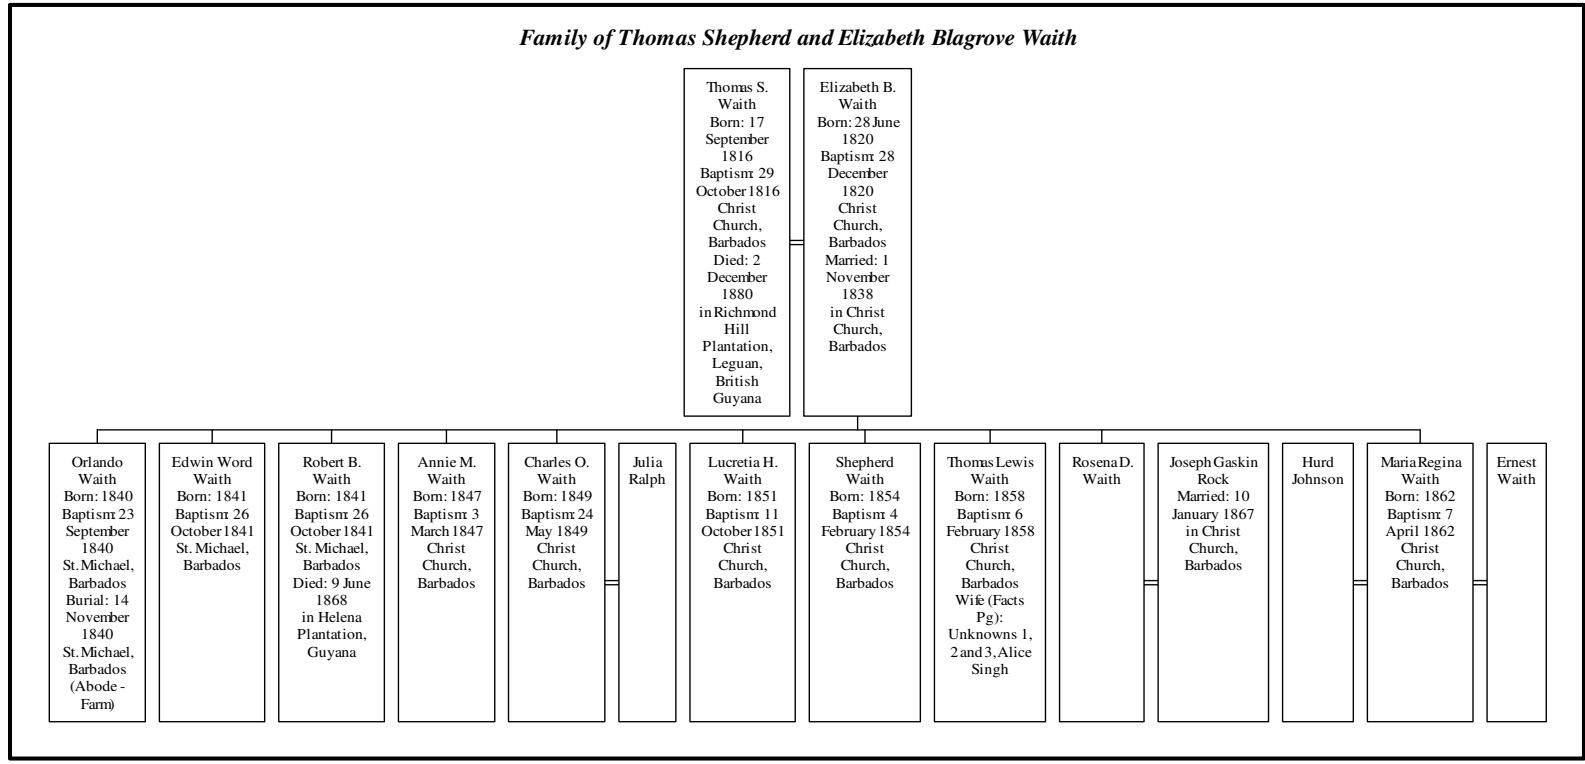 Family of Thomas Shepherd and Elizabeth Blagrove Waith
Thomas S.
Waith
Born: 17
September
1816
Baptism: 29
October 1816
Christ
Church,
Barbados
Died: 2
December
1880
in Richmond
Hill
Plantation,
Leguan,
British
Guyana
Elizabeth B.
Waith
Born: 28 June
1820
Baptism: 28
December
1820
Christ
Church,
Barbados
Married: 1
November
1838
in Christ
Church,
Barbados
Orlando
Waith
Born: 1840
Baptism: 23
September
1840
St. Michael,
Barbados
Burial: 14
November
1840
St. Michael,
Barbados
(Abode -
Farm)
Edwin Word
Waith
Born: 1841
Baptism: 26
October 1841
St. Michael,
Barbados
Robert B.
Waith
Born: 1841
Baptism: 26
October 1841
St. Michael,
Barbados
Died: 9 June
1868
in Helena
Plantation,
Guyana
Annie M.
Waith
Born: 1847
Baptism: 3
March 1847
Christ
Church,
Barbados
Charles O.
Waith
Born: 1849
Baptism: 24
May 1849
Christ
Church,
Barbados
Julia
Ralph
Lucretia H.
Waith
Born: 1851
Baptism: 11
October 1851
Christ
Church,
Barbados
Shepherd
Waith
Born: 1854
Baptism: 4
February 1854
Christ
Church,
Barbados
Thomas Lewis
Waith
Born: 1858
Baptism: 6
February 1858
Christ
Church,
Barbados
Wife (Facts
Pg):
Unknowns 1,
2 and 3, Alice
Singh
Rosena D.
Waith
Joseph Gaskin
Rock
Married: 10
January 1867
in Christ
Church,
Barbados
Hurd
Johnson
Maria Regina
Waith
Born: 1862
Baptism: 7
April 1862
Christ
Church,
Barbados
Ernest
Waith